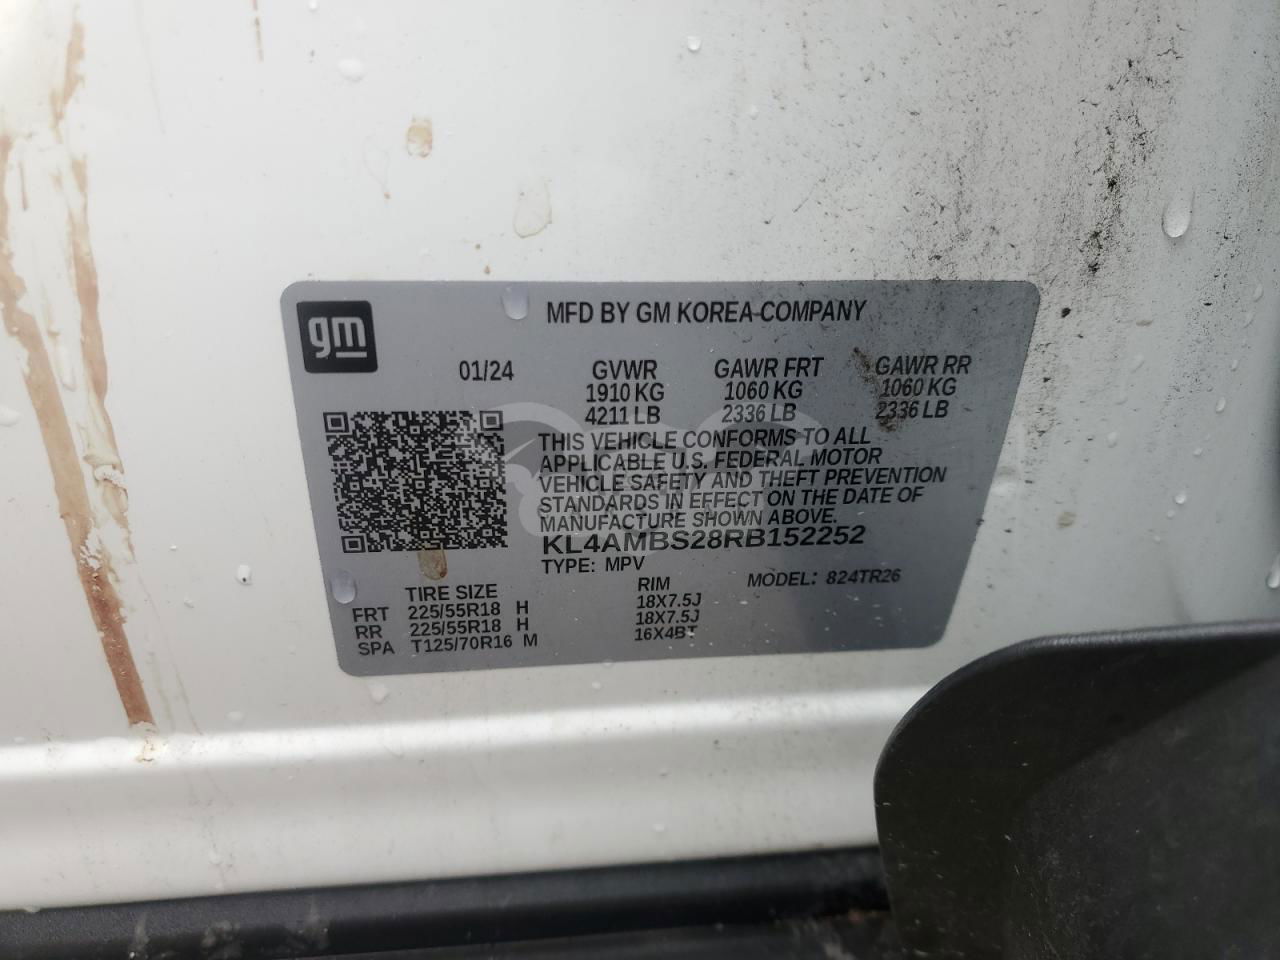 gm
MFD BY GM KOREA COMPANY
01/24 GVWR GAWR FRT GAWR RR
1910 KG 1060 KG 1060 KG
4211 LB 2336 LB 2336 LB
THIS VEHICLE CONFORMS TO ALL
APPLICABLE U.S. FEDERAL MOTOR
VEHICLE SAFETY AND THEFT PREVENTION
STANDARDS IN EFFECT ON THE DATE OF
MANUFACTURE SHOWN ABOVE.
KL4AMBS28RB152252
TYPE: MPV
MODEL: 824TR26
TIRE SIZE RIM
FRT 225/55R18 H 18X7.5J
RR 225/55R18 H 18X7.5J
SPA T125/70R16 M 16X4BT